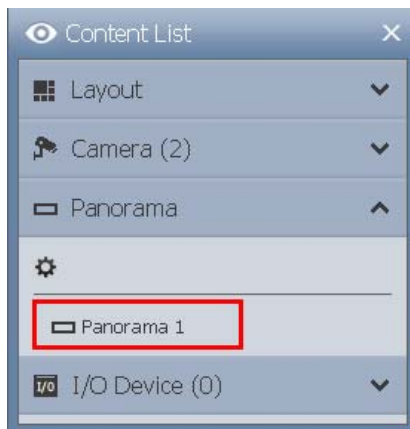 Content List
Layout
Camera (2)
Panorama
Panorama 1
I/O I/O Device (0)